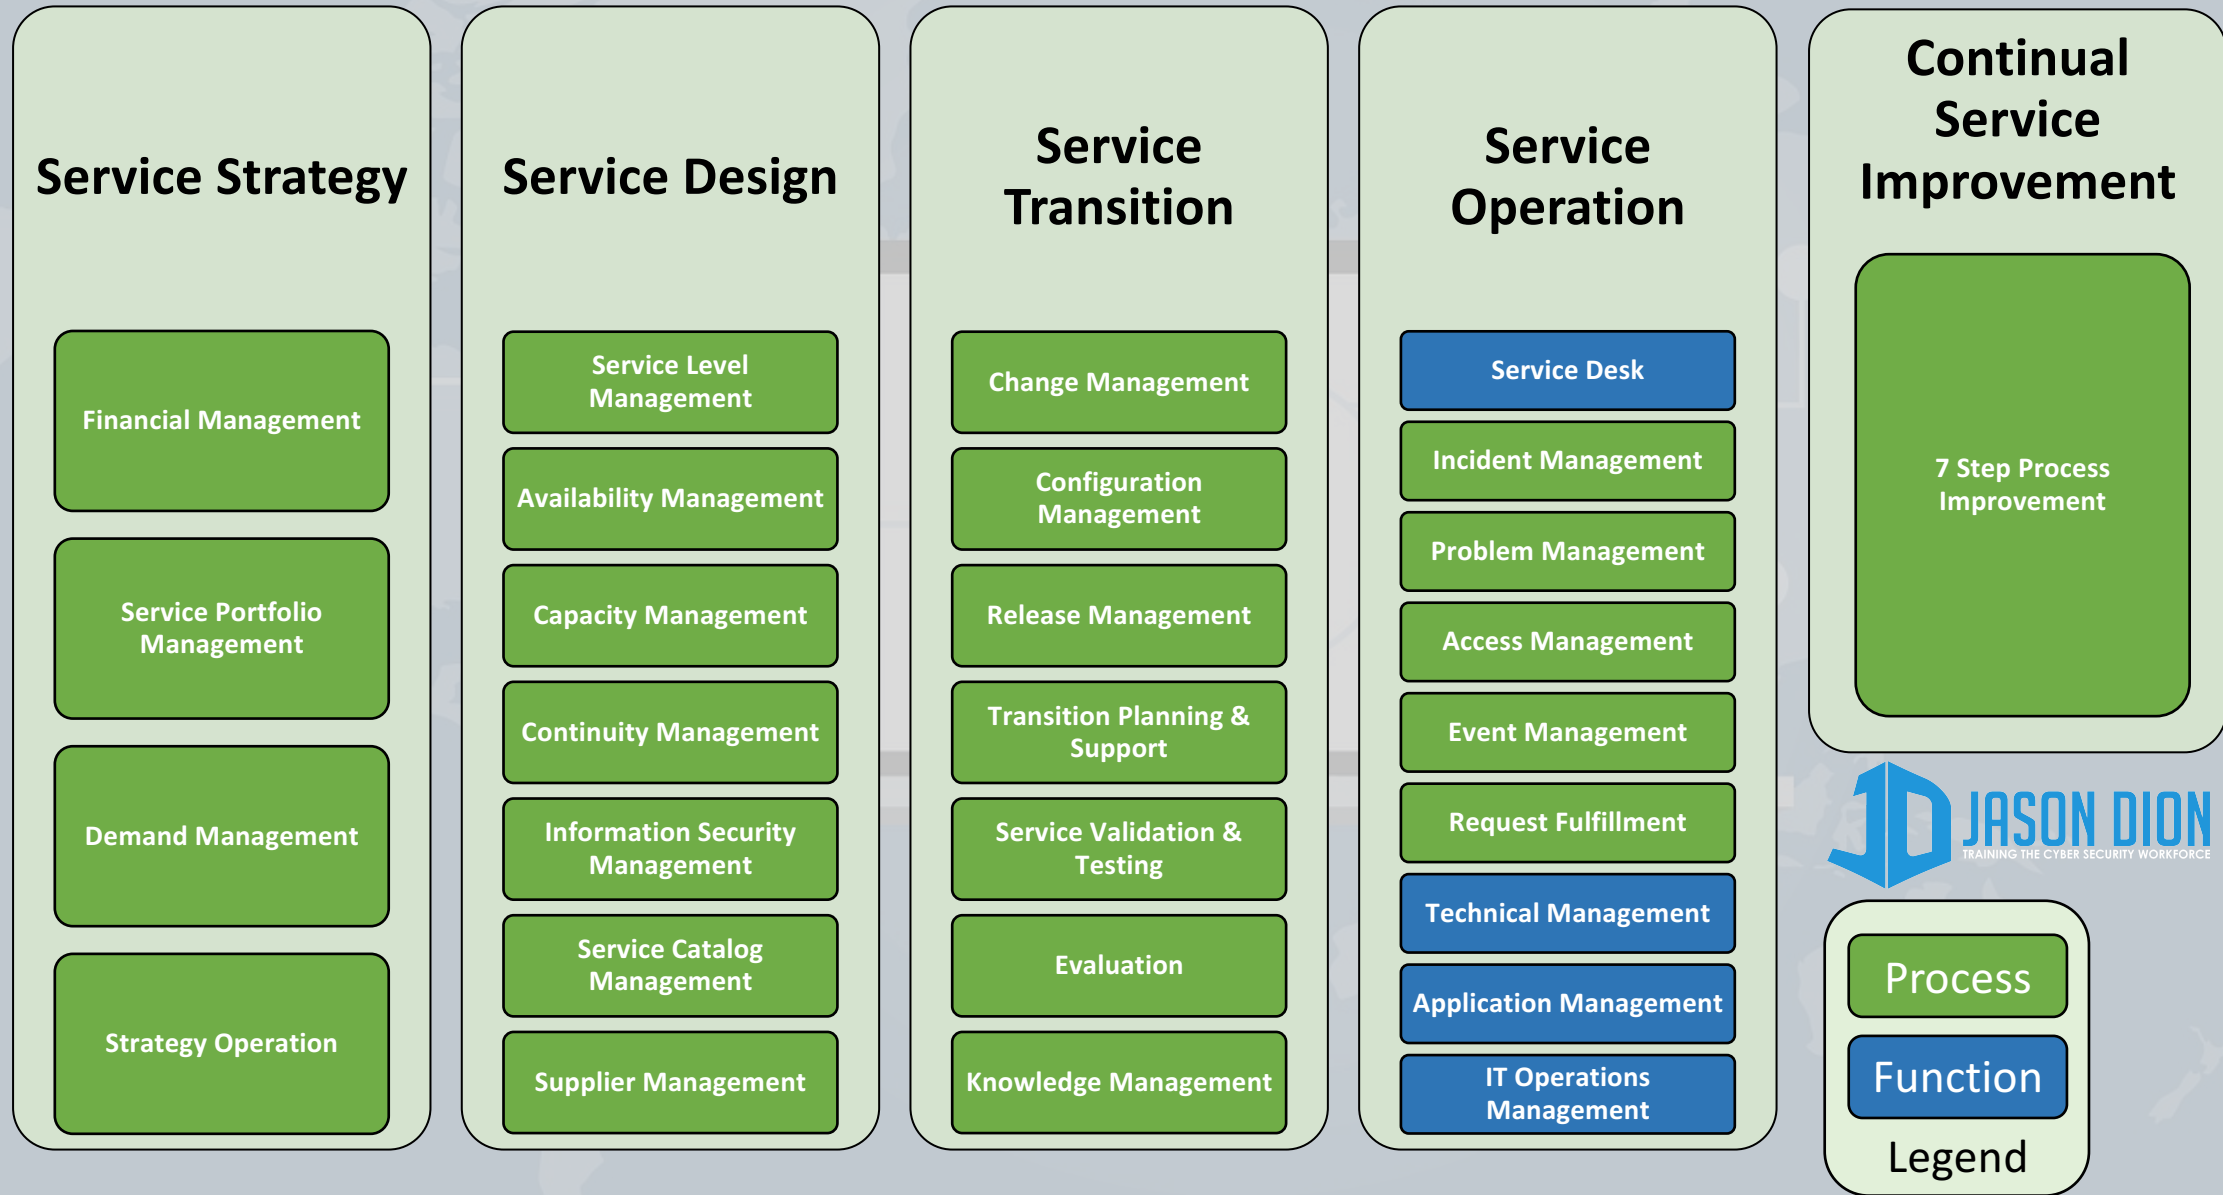 Service Strategy
Financial Management
Service Portfolio
Management
Demand Management
Strategy Operation
Service Design
Service Level
Management
Availability Management
Capacity Management
Continuity Management
Information Security
Management
Service Catalog
Management
Supplier Management
Service
Transition
Change Management
Configuration
Management
Release Management
Transition Planning &
Support
Service Validation &
Testing
Evaluation
Knowledge Management
Service
Operation
Service Desk
Incident Management
Problem Management
Access Management
Event Management
Request Fulfillment
Technical Management
Application Management
IT Operations
Management
Continual
Service
Improvement
7 Step Process
Improvement
JD
JASON DION
TRAINING THE CYBER SECURITY WORKFORCE
Process
Function
Legend